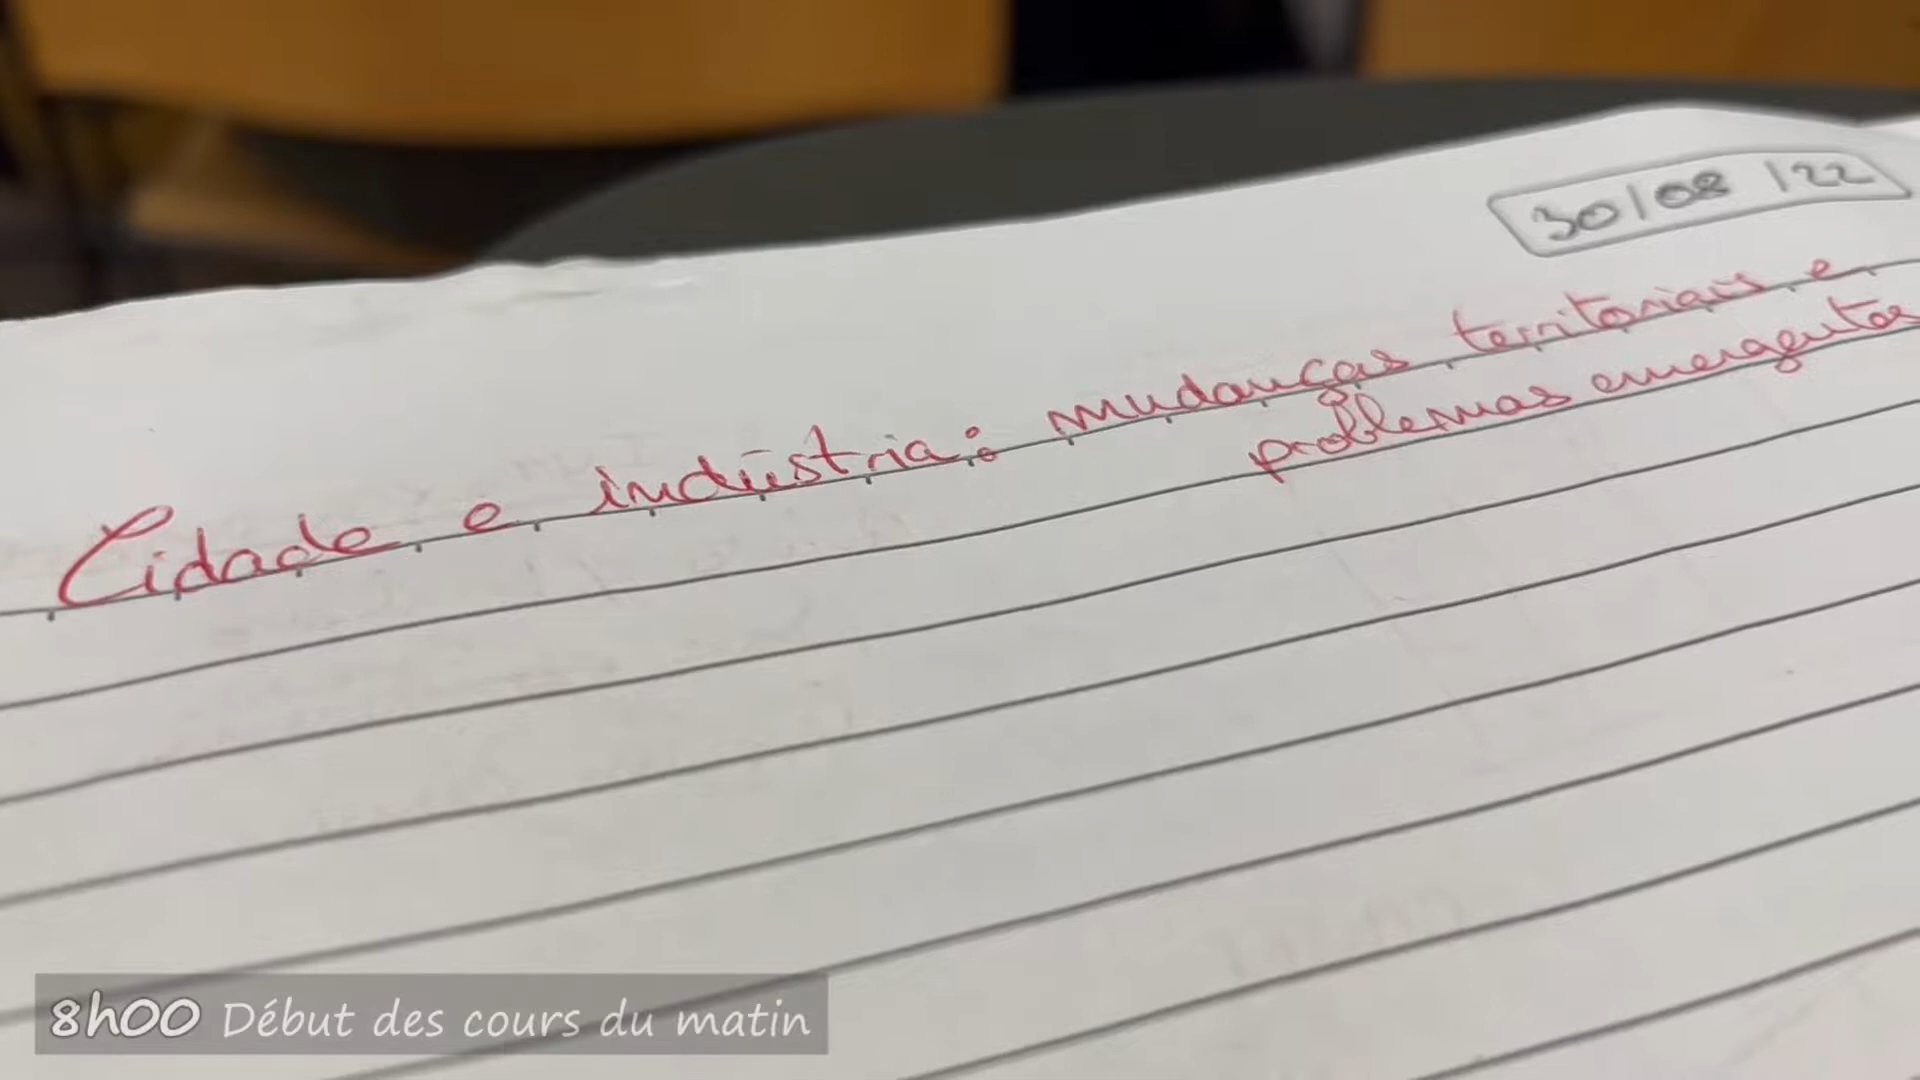 30/08/22
Cidade e indústria: mudanças territoriais e
problemas emergentes
8h00 Début des cours du matin